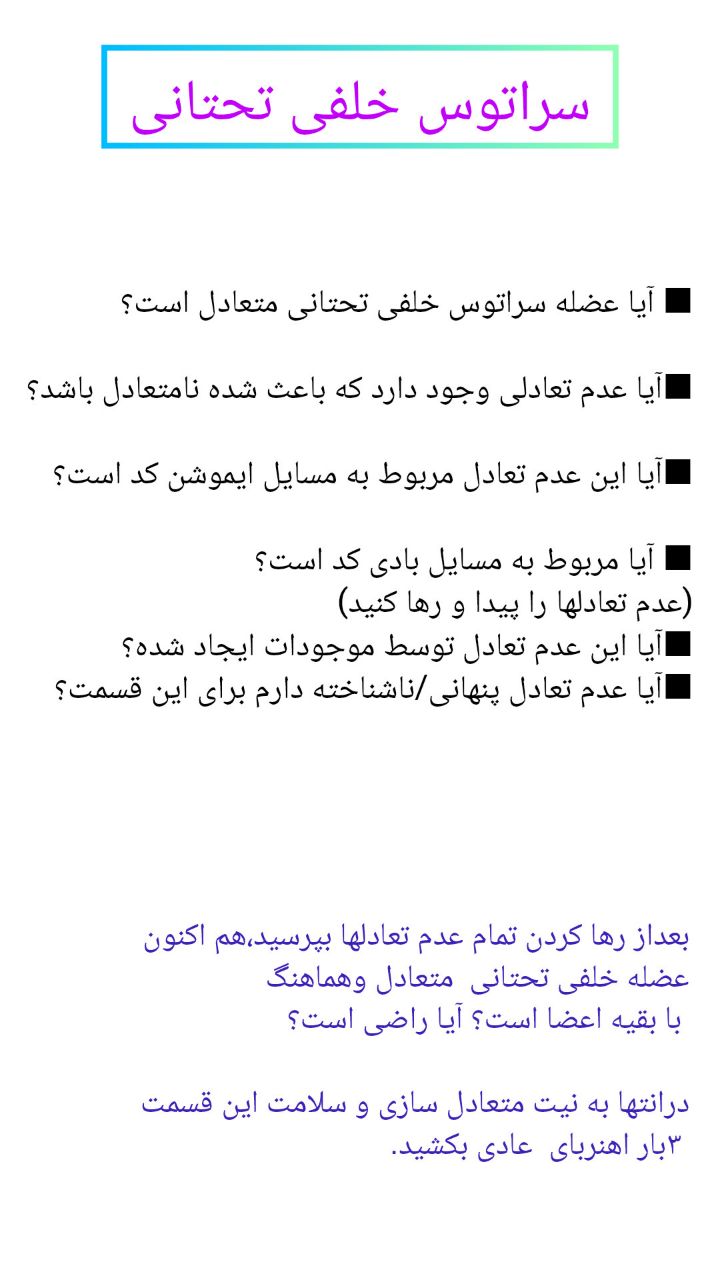 سراتوس خلفی تحتانی
■ آیا عضله سراتوس خلفی تحتانی متعادل است؟
■آیا عدم تعادلی وجود دارد که باعث شده نامتعادل باشد؟
■آیا این عدم تعادل مربوط به مسایل ایموشن کد است؟
■ آیا مربوط به مسایل بادی کد است؟
(عدم تعادلها را پیدا و رها کنید)
■آیا این عدم تعادل توسط موجودات ایجاد شده؟
■آیا عدم تعادل پنهانی/ناشناخته دارم برای این قسمت؟
بعداز رها کردن تمام عدم تعادلها بپرسید،هم اکنون
عضله خلفی تحتانی  متعادل وهماهنگ
با بقیه اعضا است؟ آیا راضی است؟
درانتها به نیت متعادل سازی و سلامت این قسمت
۳بار اهنربای  عادی بکشید.